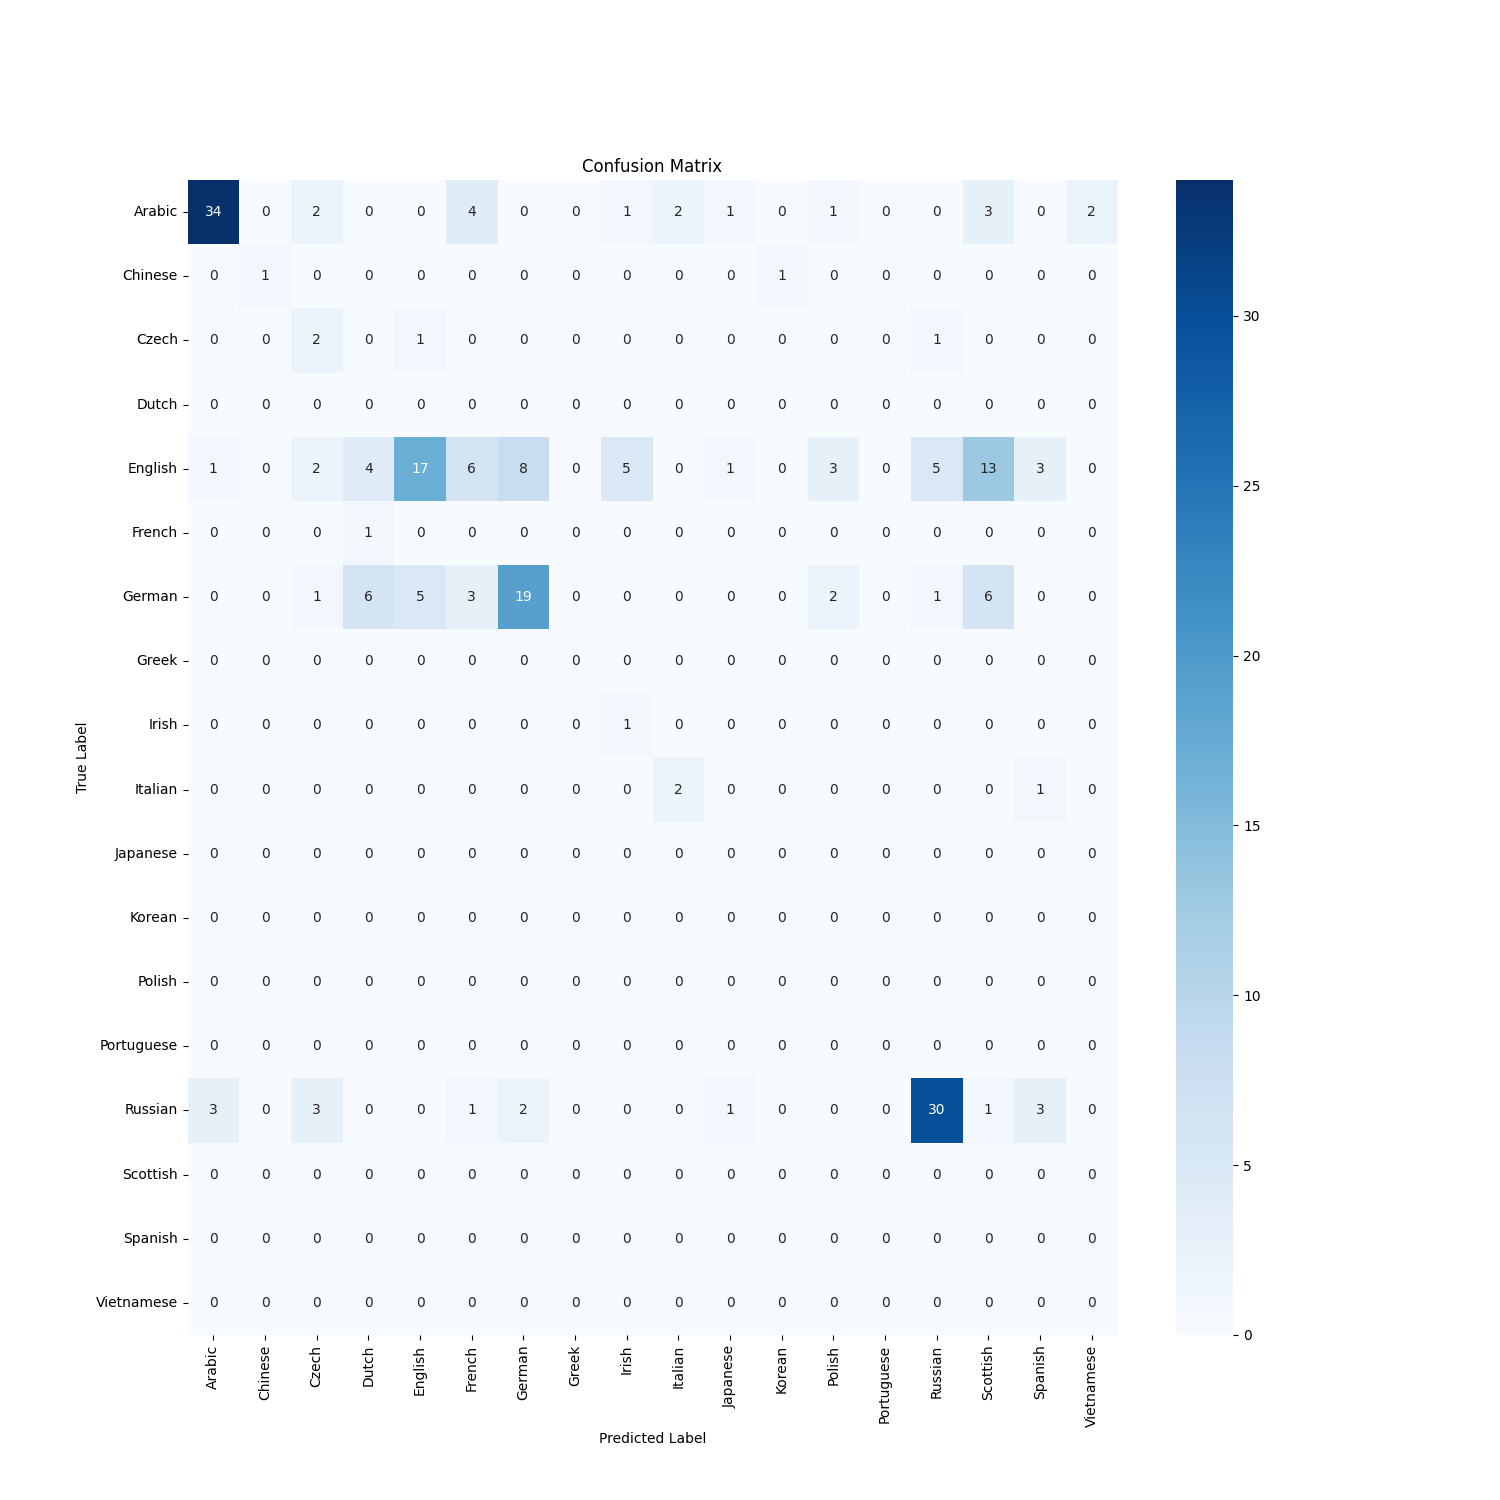 Confusion Matrix
Arabic 34 0 2 0 0 4 0 0 1 2 1 0 1 0 0 3 0 2
Chinese 0 1 0 0 0 0 0 0 0 0 0 1 0 0 0 0 0 0
Czech 0 0 2 0 1 0 0 0 0 0 0 0 0 0 1 0 0 0
Dutch 0 0 0 0 0 0 0 0 0 0 0 0 0 0 0 0 0 0
English 1 0 2 4 17 6 8 0 5 0 1 0 3 0 5 13 3 0
French 0 0 0 1 0 0 0 0 0 0 0 0 0 0 0 0 0 0
German 0 0 1 6 5 3 19 0 0 0 0 0 2 0 1 6 0 0
Greek 0 0 0 0 0 0 0 0 0 0 0 0 0 0 0 0 0 0
Irish 0 0 0 0 0 0 0 0 1 0 0 0 0 0 0 0 0 0
Italian 0 0 0 0 0 0 0 0 0 2 0 0 0 0 0 0 1 0
Japanese 0 0 0 0 0 0 0 0 0 0 0 0 0 0 0 0 0 0
Korean 0 0 0 0 0 0 0 0 0 0 0 0 0 0 0 0 0 0
Polish 0 0 0 0 0 0 0 0 0 0 0 0 0 0 0 0 0 0
Portuguese 0 0 0 0 0 0 0 0 0 0 0 0 0 0 0 0 0 0
Russian 3 0 3 0 0 1 2 0 0 0 1 0 0 0 30 1 3 0
Scottish 0 0 0 0 0 0 0 0 0 0 0 0 0 0 0 0 0 0
Spanish 0 0 0 0 0 0 0 0 0 0 0 0 0 0 0 0 0 0
Vietnamese 0 0 0 0 0 0 0 0 0 0 0 0 0 0 0 0 0 0
True Label
Arabic Chinese Czech Dutch English French German Greek Irish Italian Japanese Korean Polish Portuguese Russian Scottish Spanish Vietnamese
Predicted Label
30
25
20
15
10
5
0